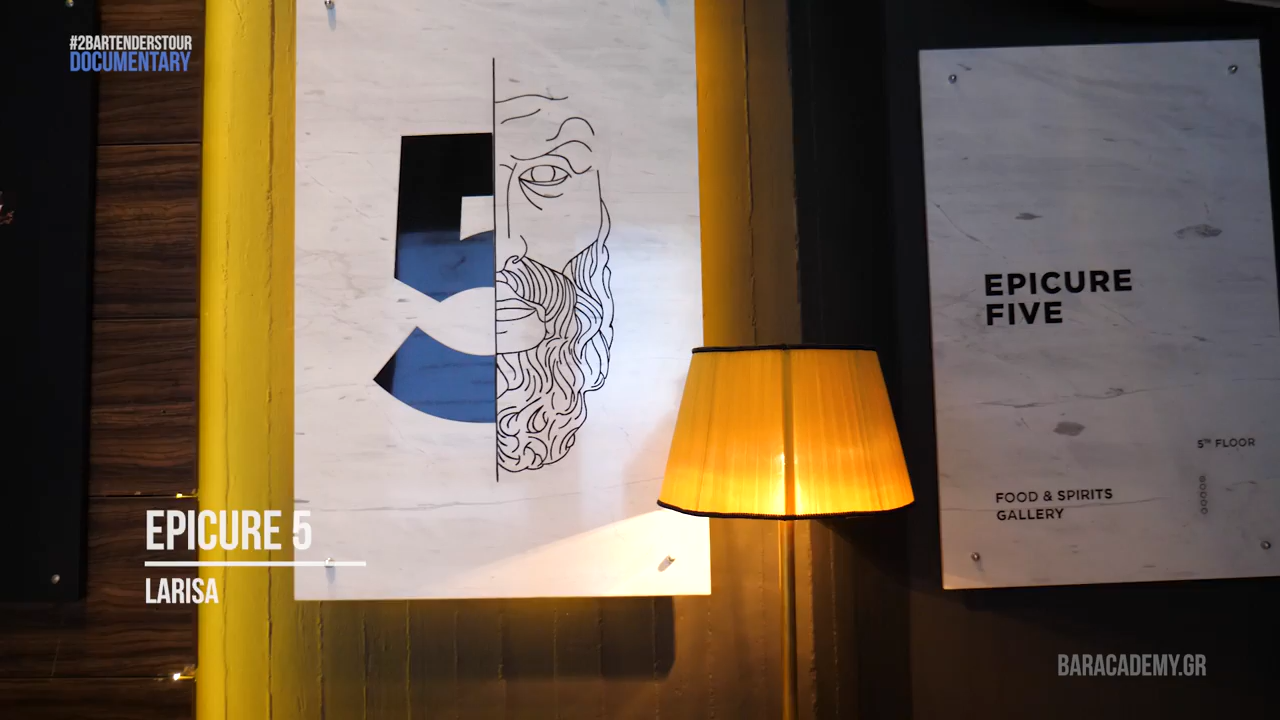 #2BARTENDERSTOUR
DOCUMENTARY
5
EPICURE
FIVE
5TH FLOOR
FOOD & SPIRITS
GALLERY
EPICURE 5
LARISA
BARACADEMY.GR